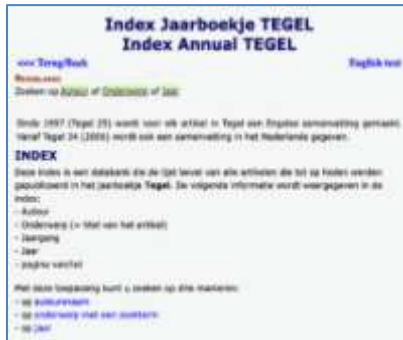 Index Jaarboekje TEGEL
Index Annual TEGEL
<<< Terug/Back English text
Zoeken op Auteur of Onderwerp of Jaar
Sinds 1997 (Tegel 25) wordt voor elk artikel in Tegel een Engelse samenvatting gemaakt.
Vanaf Tegel 34 (2006) wordt ook een samenvatting in het Nederlands gegeven.
INDEX
Deze index is een databank die de lijst bevat van alle artikelen die tot op heden werden
gepubliceerd in het jaarboekje Tegel. De volgende informatie wordt weergegeven in de
index:
- Auteur
- Onderwerp (= titel van het artikel)
- Jaargang
- Jaar
- pagina van/tot
Met deze toepassing kunt u zoeken op drie manieren:
- op auteursnaam
- op onderwerp met een zoekterm
- op jaar